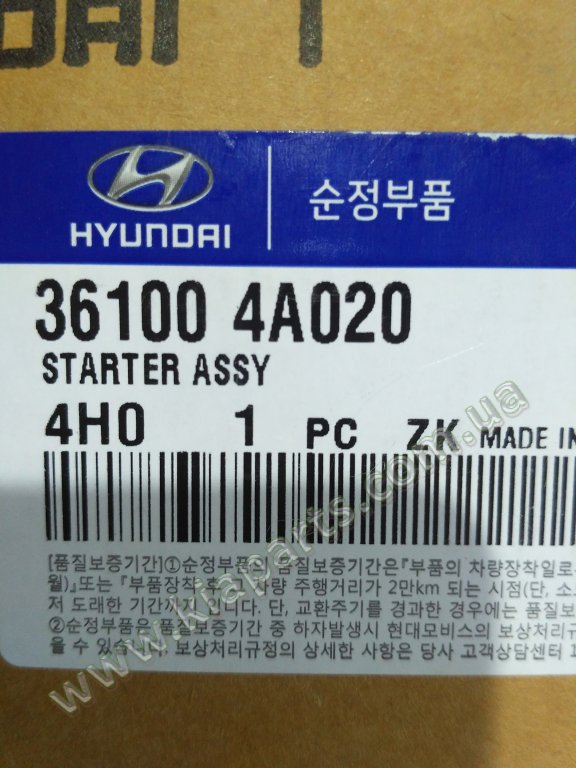 HYUNDAI
순정부품
36100 4A020
STARTER ASSY
4H0 1 PC ZK MADE IN
[품질보증기간]①순정부품의 품질보증기간은『부품의 차량장착일로
월)』또는『부품장착 후 차량 주행거리가 2만km 되는 시점(단, 소
저 도래한 기간까지 입니다. 단, 교환주기를 경과한 경우에는 품질보
②순정부품은 품질보증기간 중 하자발생시 현대모비스의 보상처리규
을 수 있습니다. 보상처리규정의 상세한 사항은 당사 고객상담센터
www.kiaparts.com.ua